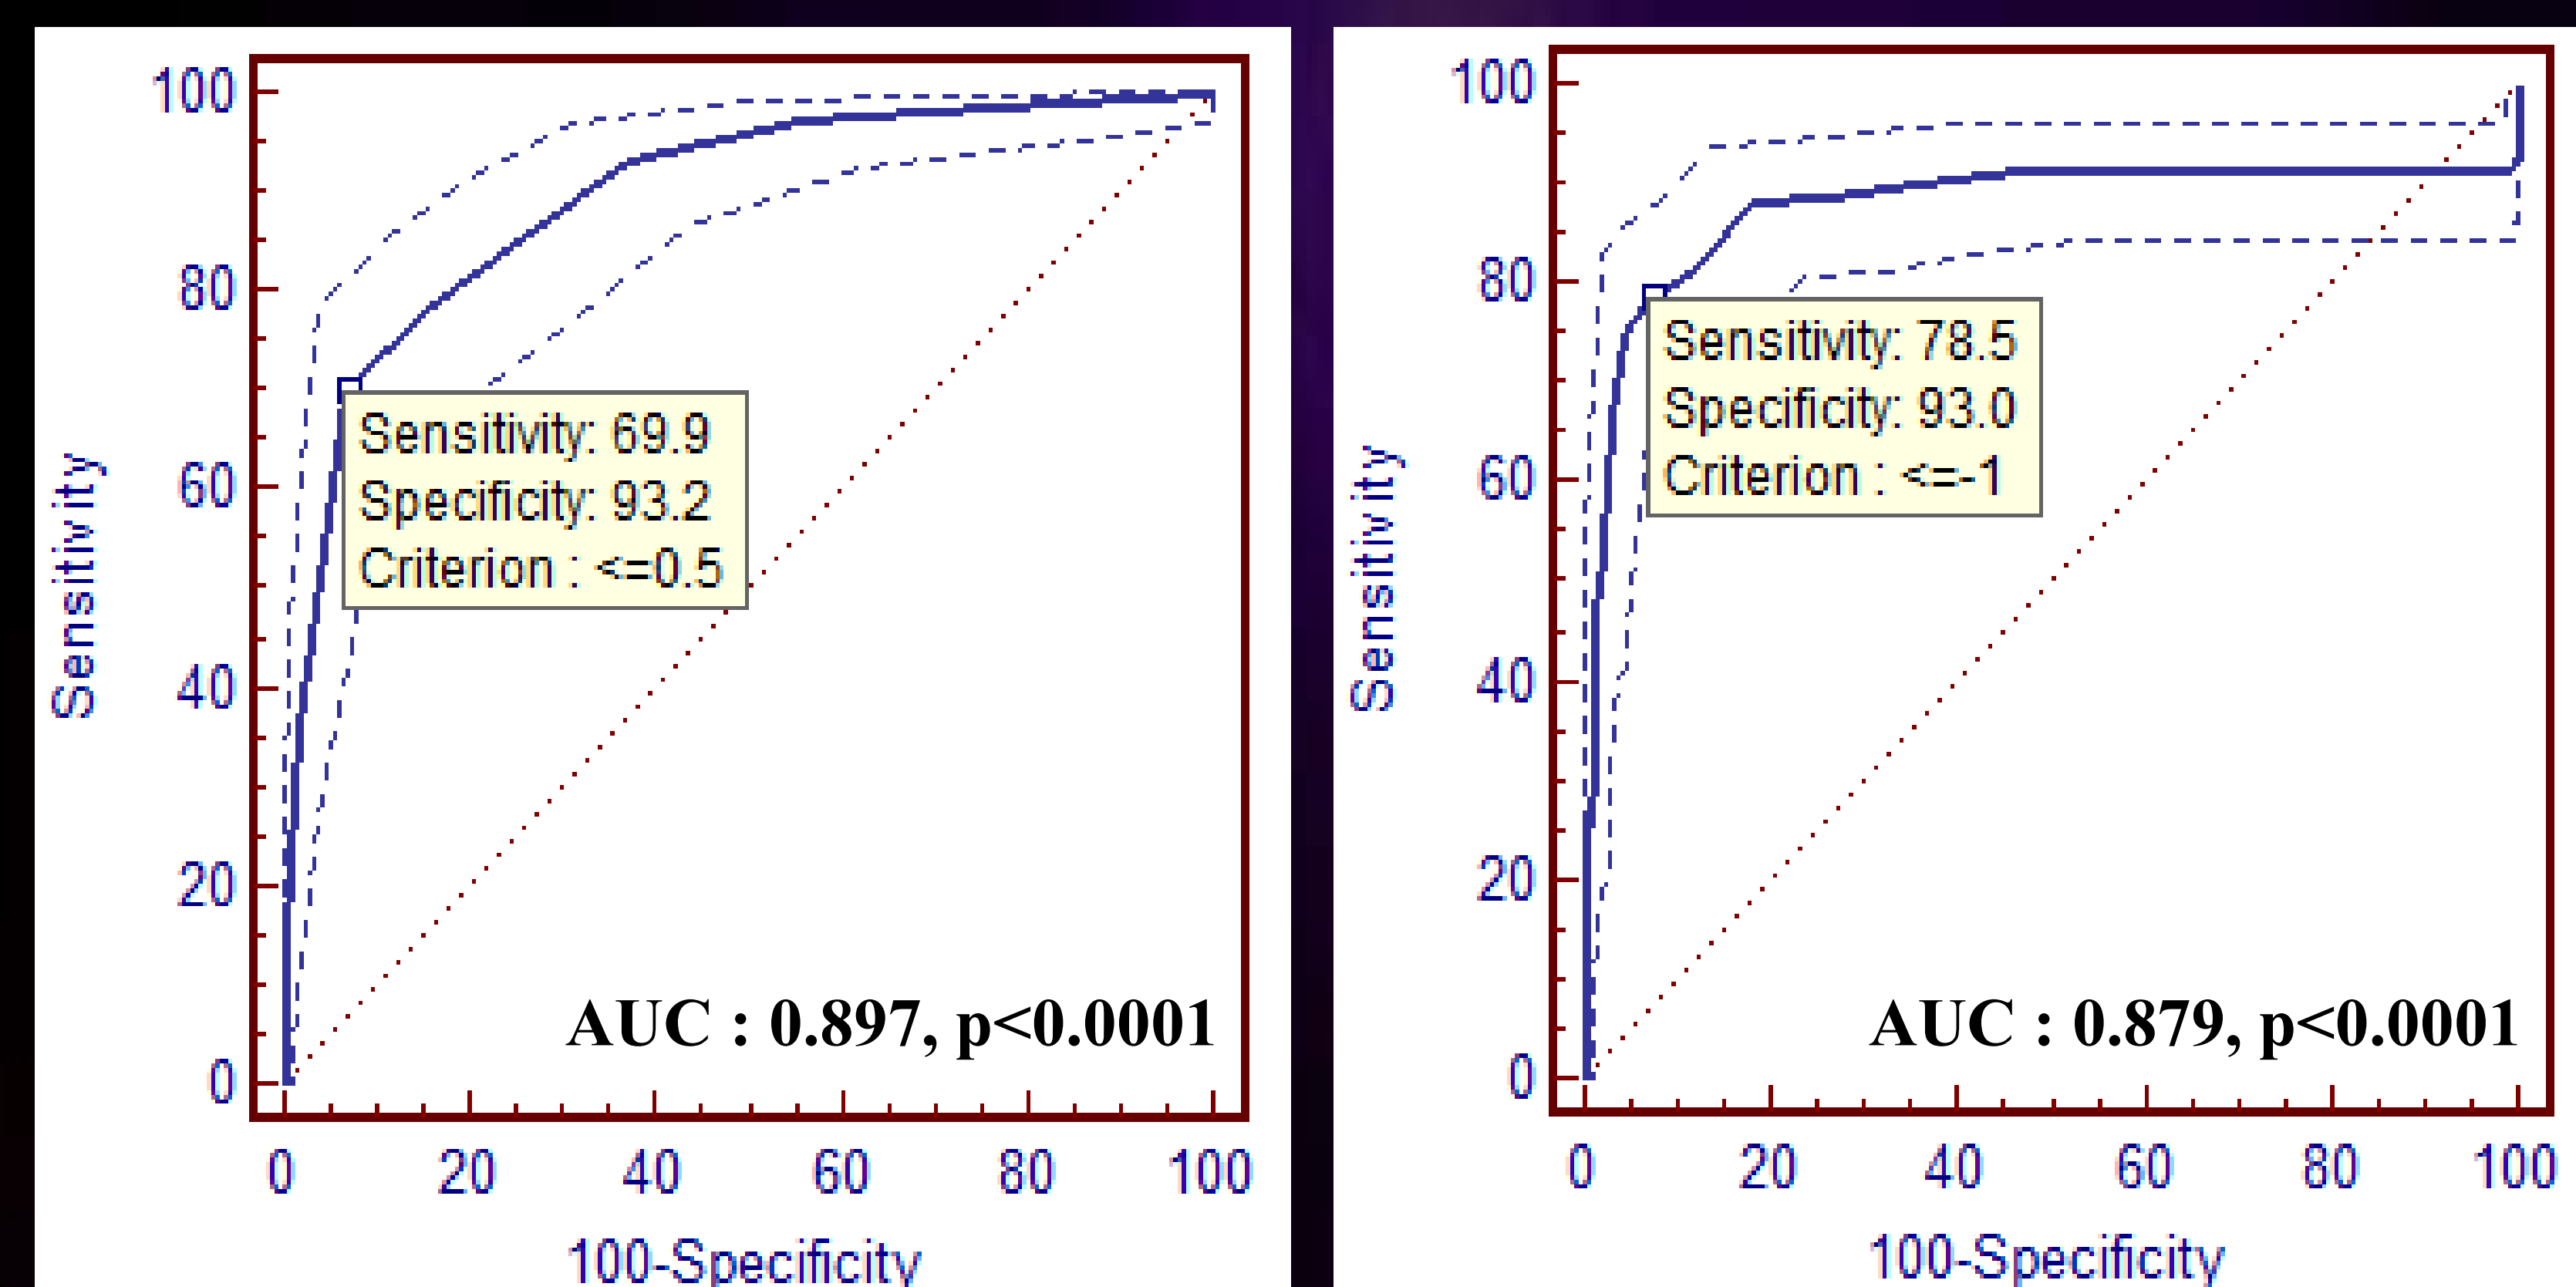 100
80
60
40
20
0
Sensitivity
Sensitivity: 69.9
Specificity: 93.2
Criterion : <=0.5
AUC : 0.897, p<0.0001
0 20 40 60 80 100
100-Specificity
100
80
60
40
20
0
Sensitivity
Sensitivity: 78.5
Specificity: 93.0
Criterion : <=-1
AUC : 0.879, p<0.0001
0 20 40 60 80 100
100-Specificity